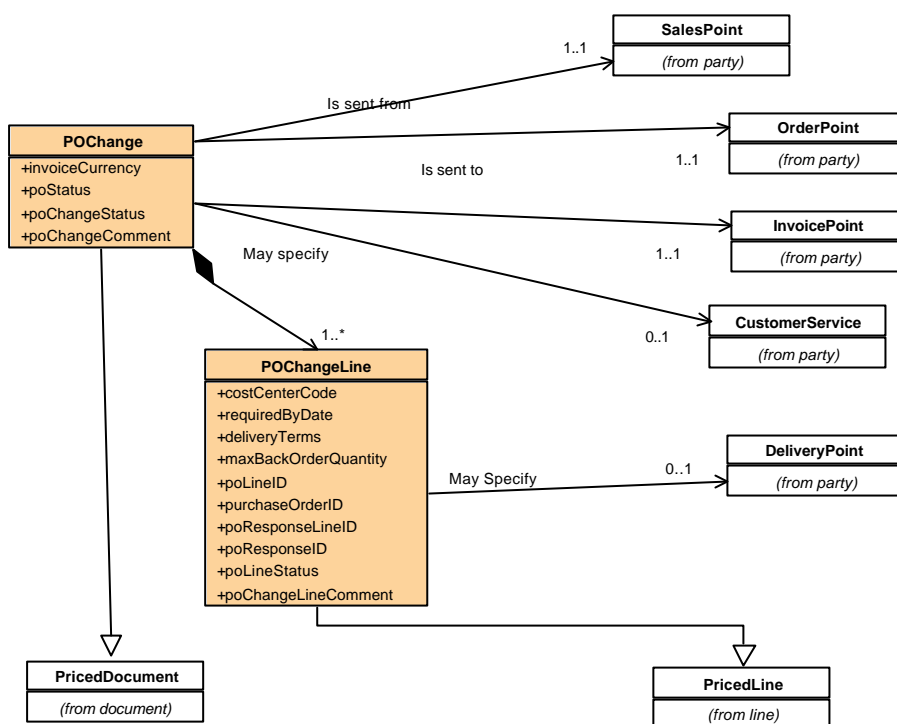 SalesPoint
(from party)
1..1
Is sent from
POChange
+invoiceCurrency
+poStatus
+poChangeStatus
+poChangeComment
OrderPoint
(from party)
1..1
Is sent to
InvoicePoint
(from party)
1..1
May specify
CustomerService
(from party)
0..1
1..*
POChangeLine
+costCenterCode
+requiredByDate
+deliveryTerms
+maxBackOrderQuantity
+poLineID
+purchaseOrderID
+poResponseLineID
+poResponseID
+poLineStatus
+poChangeLineComment
May Specify
0..1
DeliveryPoint
(from party)
PricedDocument
(from document)
PricedLine
(from line)